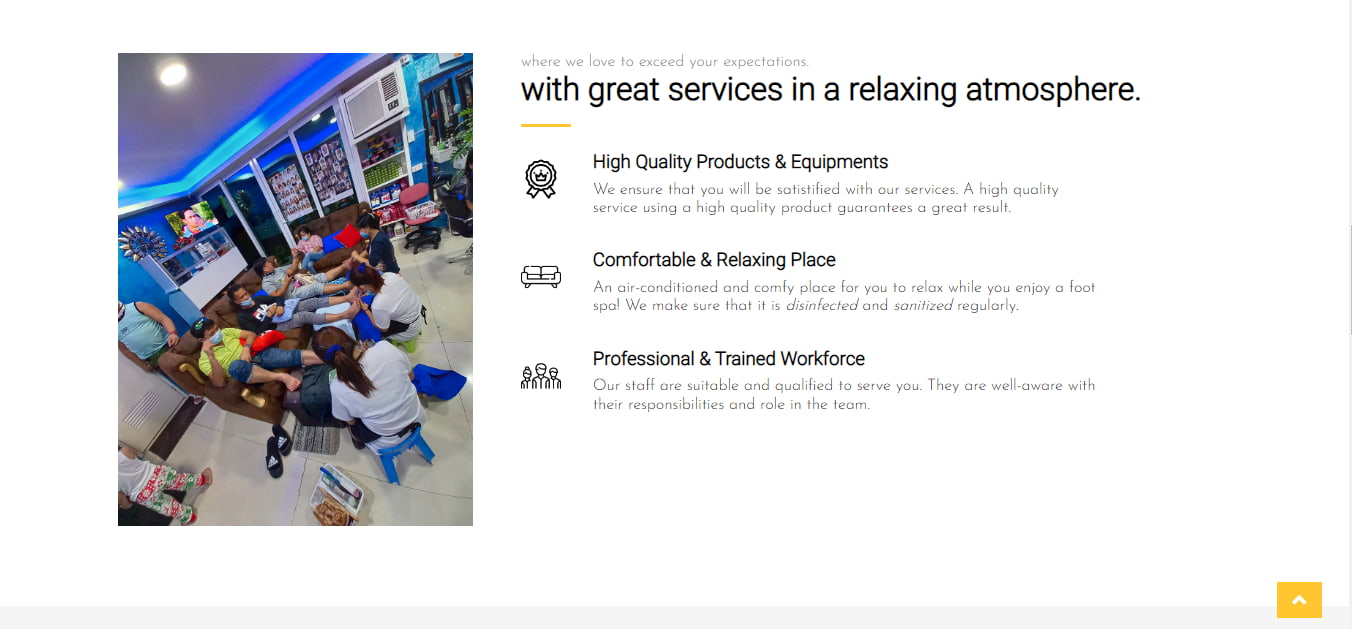 where we love to exceed your expectations.
with great services in a relaxing atmosphere.
High Quality Products & Equipments
We ensure that you will be satistified with our services. A high quality
service using a high quality product guarantees a great result.
Comfortable & Relaxing Place
An air-conditioned and comfy place for you to relax while you enjoy a foot
spa! We make sure that it is disinfected and sanitized regularly.
Professional & Trained Workforce
Our staff are suitable and qualified to serve you. They are well-aware with
their responsibilities and role in the team.